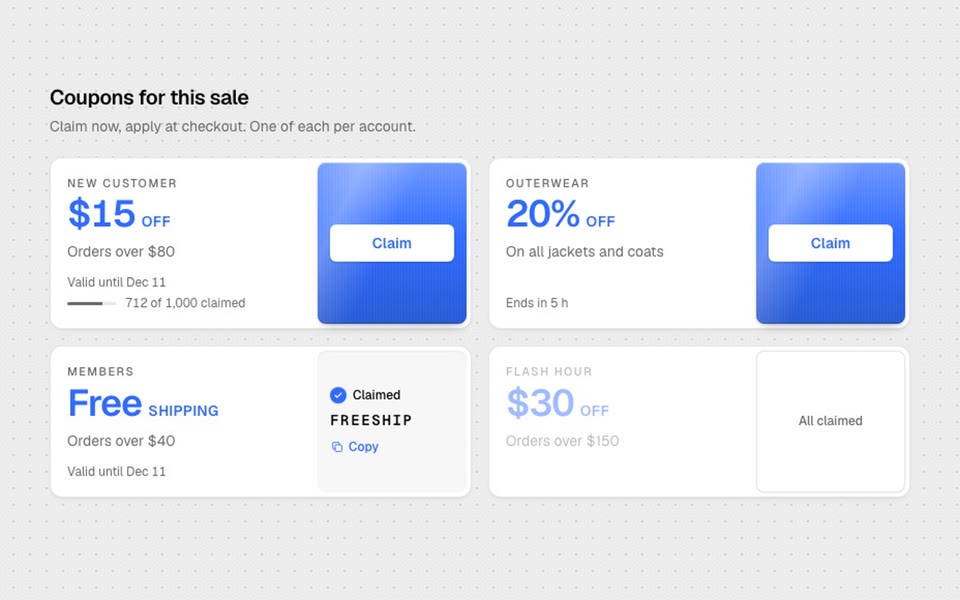 Coupons for this sale
Claim now, apply at checkout. One of each per account.
NEW CUSTOMER
$15 OFF
Orders over $80
Valid until Dec 11
712 of 1,000 claimed
Claim
OUTERWEAR
20% OFF
On all jackets and coats
Ends in 5 h
Claim
MEMBERS
Free SHIPPING
Orders over $40
Valid until Dec 11
Claimed
FREESHIP
Copy
FLASH HOUR
$30 OFF
Orders over $150
All claimed